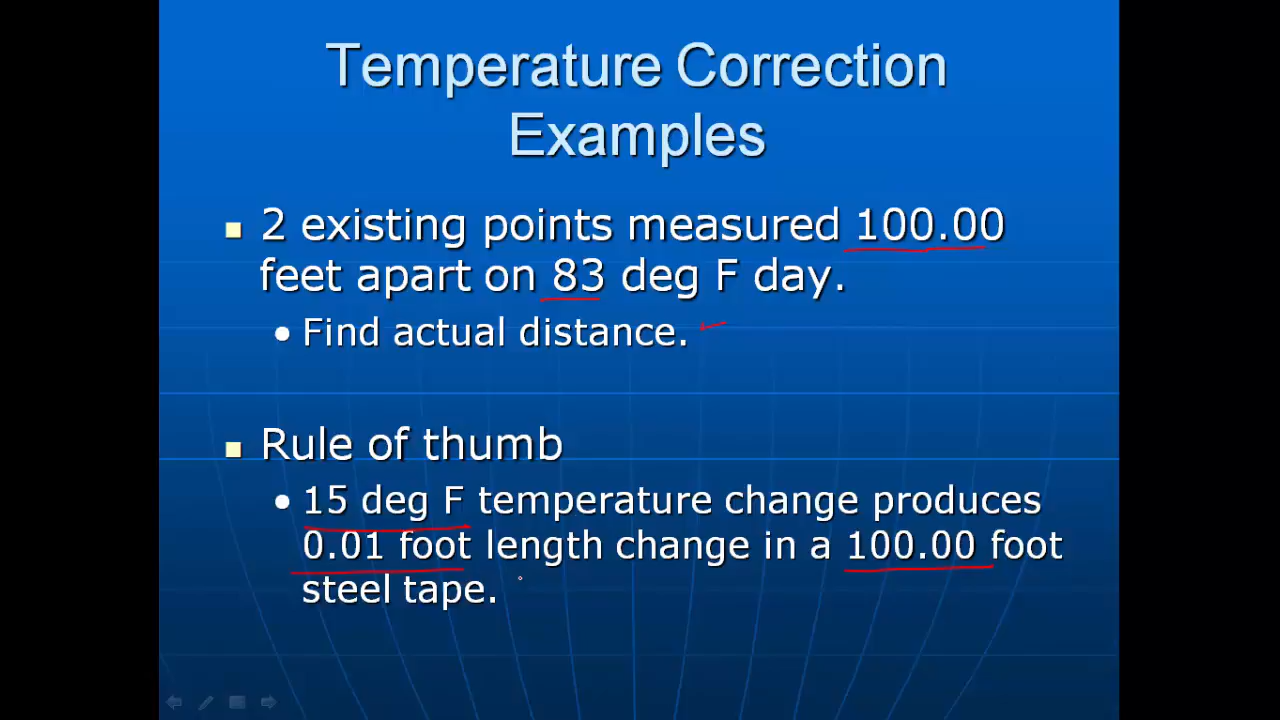 Temperature Correction
Examples
2 existing points measured 100.00
feet apart on 83 deg F day.
Find actual distance.
Rule of thumb
15 deg F temperature change produces
0.01 foot length change in a 100.00 foot
steel tape.